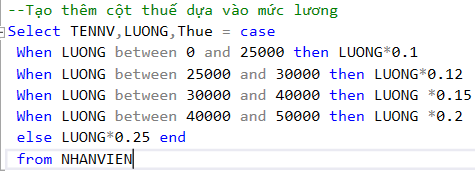 --Tạo thêm cột thuế dựa vào mức lương
Select TENNV,LUONG,Thue = case
When LUONG between 0 and 25000 then LUONG*0.1
When LUONG between 25000 and 30000 then LUONG*0.12
When LUONG between 30000 and 40000 then LUONG *0.15
When LUONG between 40000 and 50000 then LUONG *0.2
else LUONG*0.25 end
from NHANVIEN